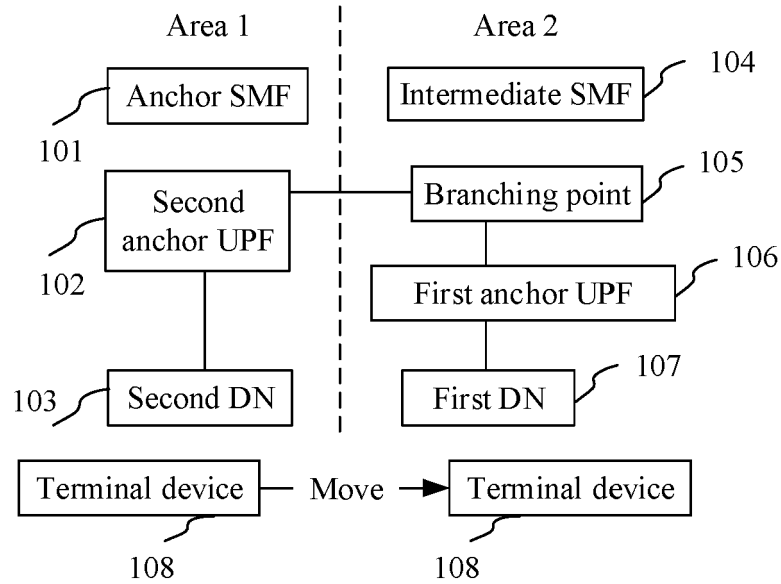 Area 1
Area 2
Anchor SMF
Intermediate SMF
104
101
Second
anchor UPF
Branching point
105
102
First anchor UPF
106
103
Second DN
First DN
107
Terminal device
Move
Terminal device
108
108